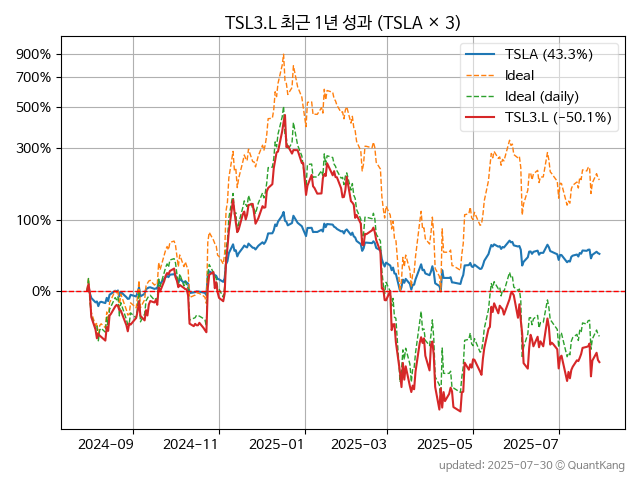 TSL3.L 최근 1년 성과 (TSLA × 3)
900%
700%
500%
300%
100%
0%
TSLA (43.3%)
Ideal
Ideal (daily)
TSL3.L (−50.1%)
2024-09
2024-11
2025-01
2025-03
2025-05
2025-07
updated: 2025-07-30 © QuantKang